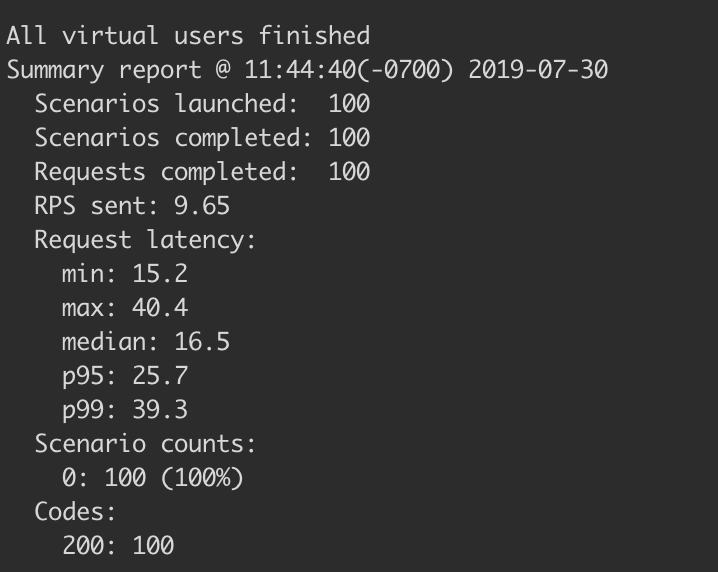 All virtual users finished
Summary report @ 11:44:40(-0700) 2019-07-30
Scenarios launched:  100
Scenarios completed: 100
Requests completed:  100
RPS sent: 9.65
Request latency:
min: 15.2
max: 40.4
median: 16.5
p95: 25.7
p99: 39.3
Scenario counts:
0: 100 (100%)
Codes:
200: 100